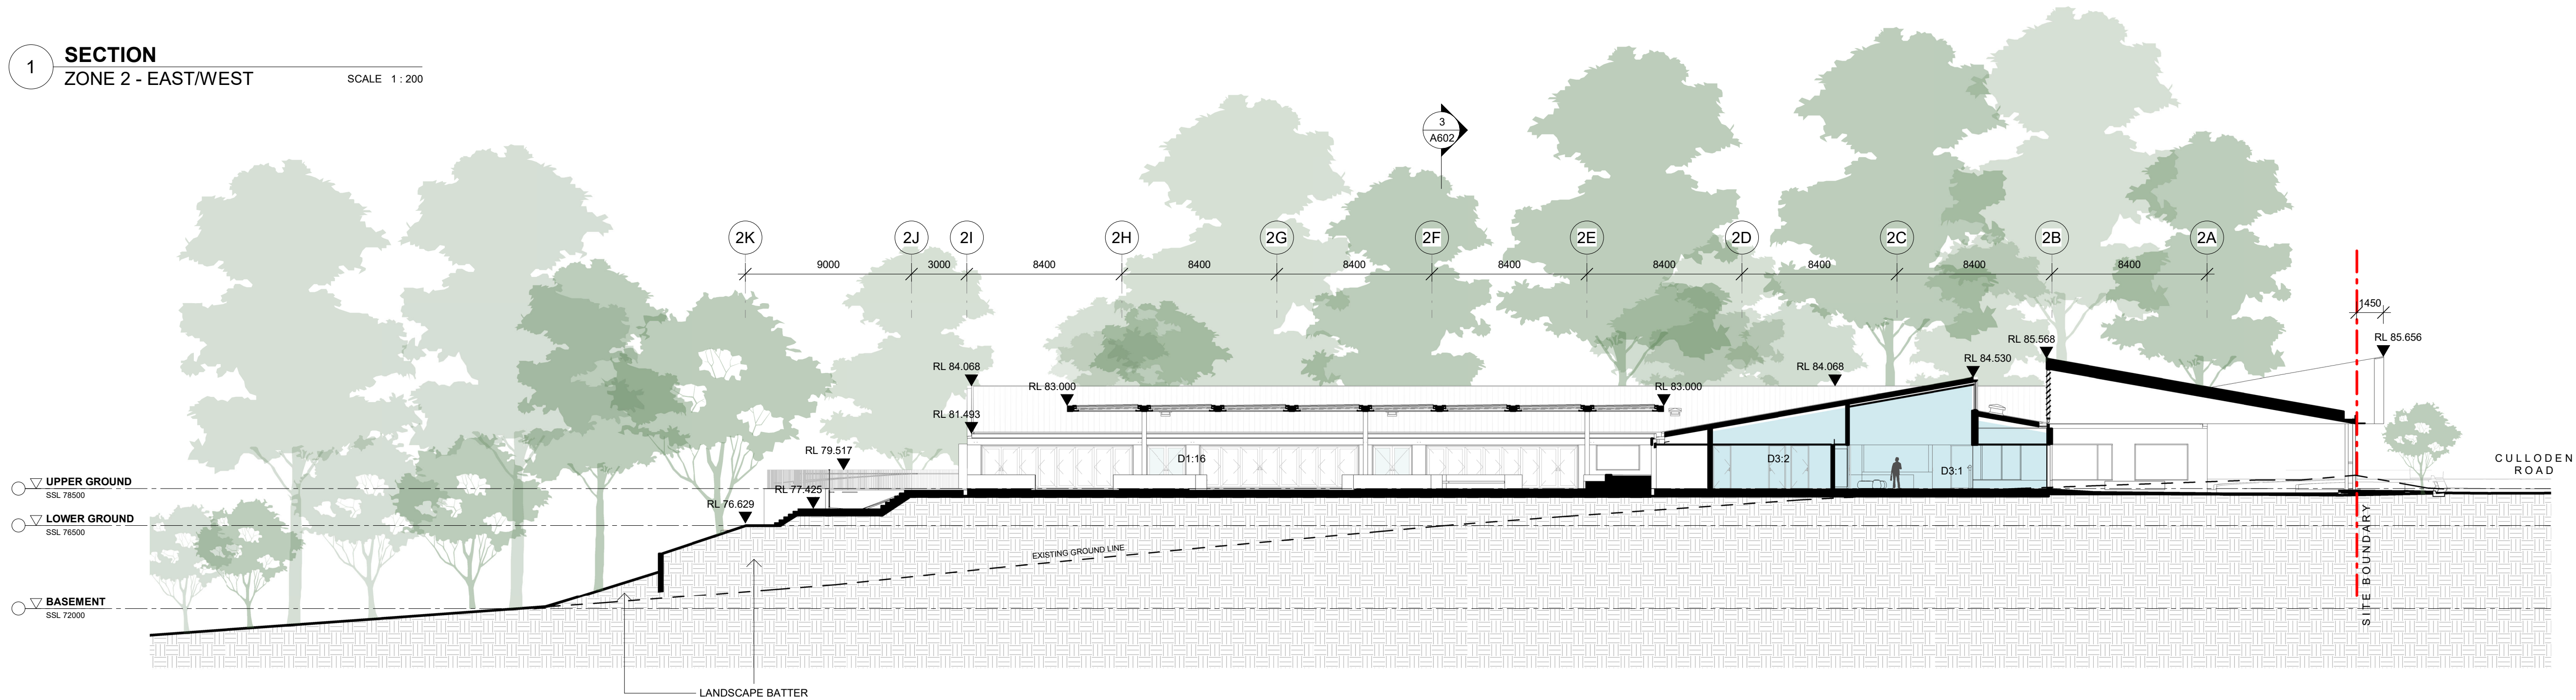 1
SECTION
ZONE 2 - EAST/WEST
SCALE 1 : 200
3
A602
2K
2J
2I
2H
2G
2F
2E
2D
2C
2B
2A
9000
3000
8400
8400
8400
8400
8400
8400
8400
8400
1450
RL 85.656
RL 85.568
RL 84.530
RL 84.068
RL 84.068
RL 83.000
RL 83.000
RL 81.493
RL 79.517
RL 77.425
RL 76.629
D1:16
D3:2
D3:1
CULLODEN
ROAD
UPPER GROUND
SSL 78500
LOWER GROUND
SSL 76500
BASEMENT
SSL 72000
EXISTING GROUND LINE
SITE BOUNDARY
LANDSCAPE BATTER